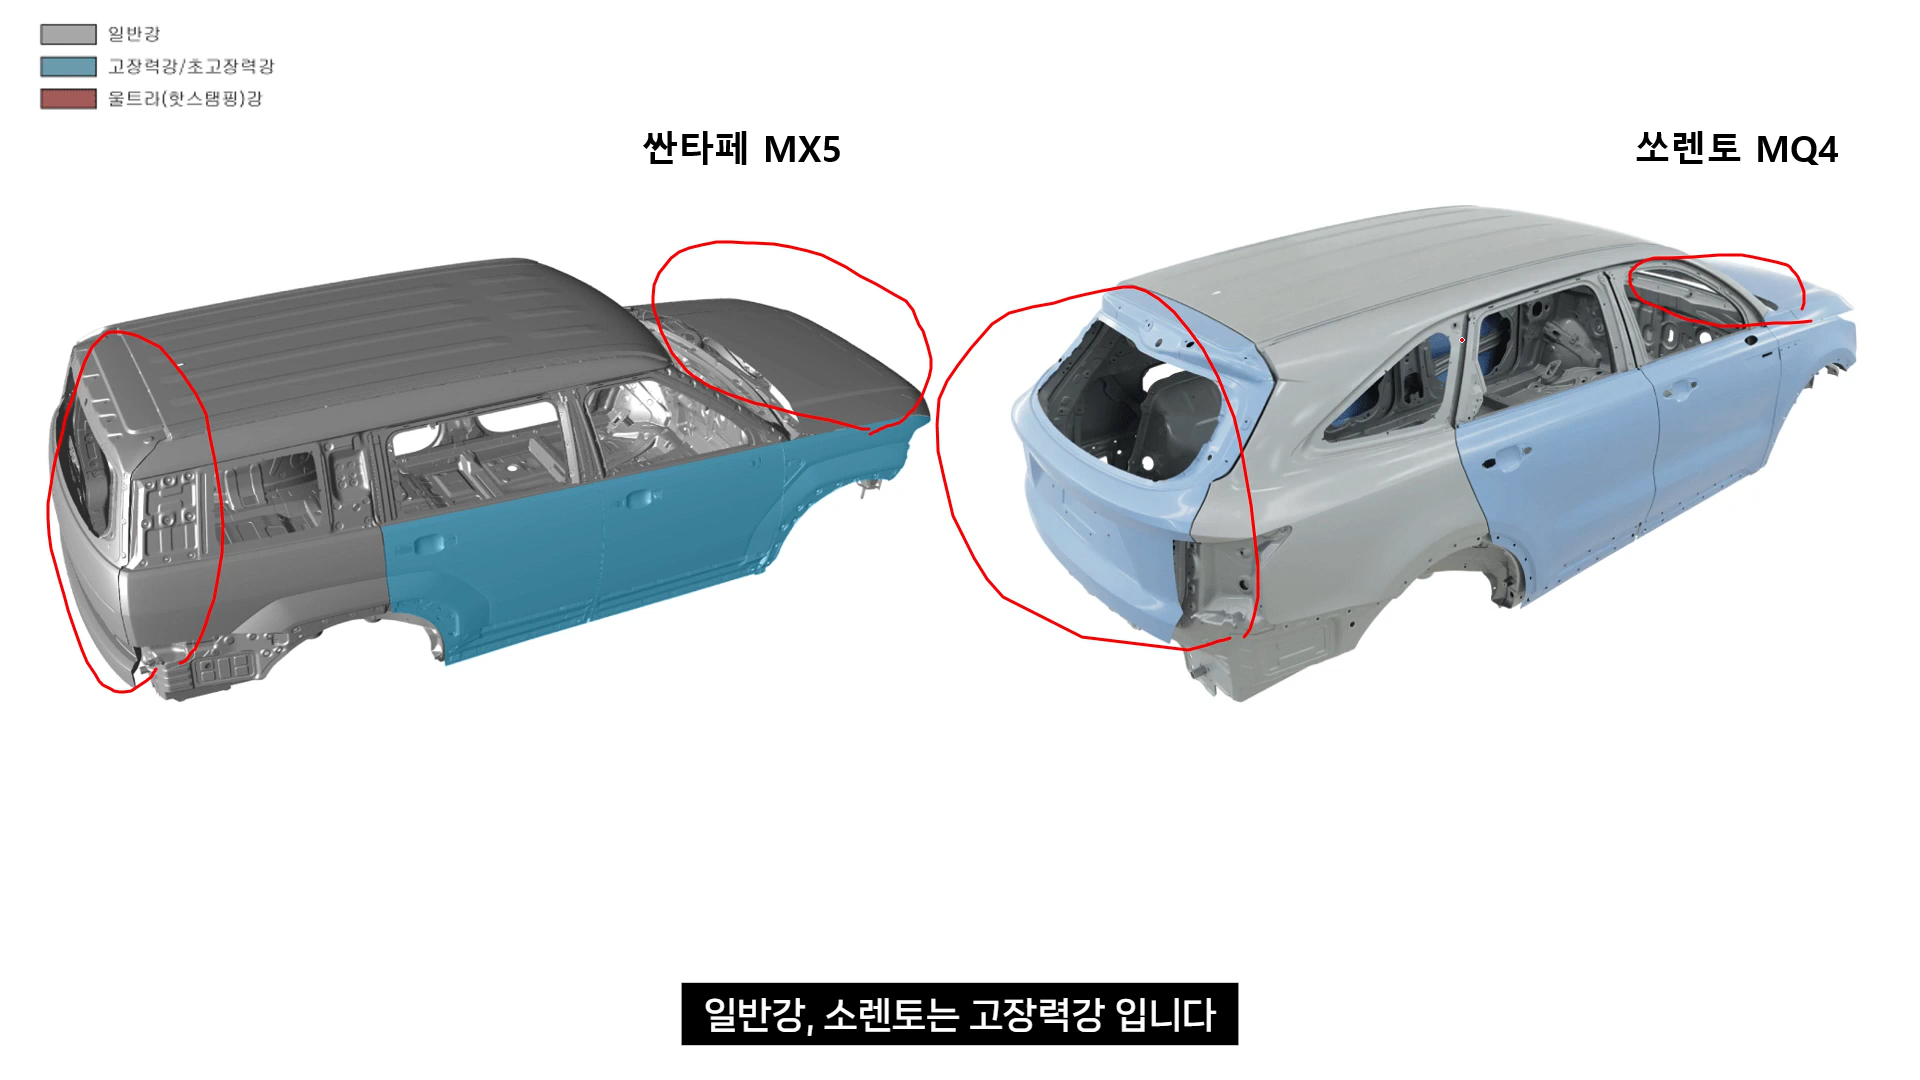 일반강
고장력강/초고장력강
울트라(핫스탬핑)강
싼타페 MX5
쏘렌토 MQ4
일반강, 소렌토는 고장력강 입니다